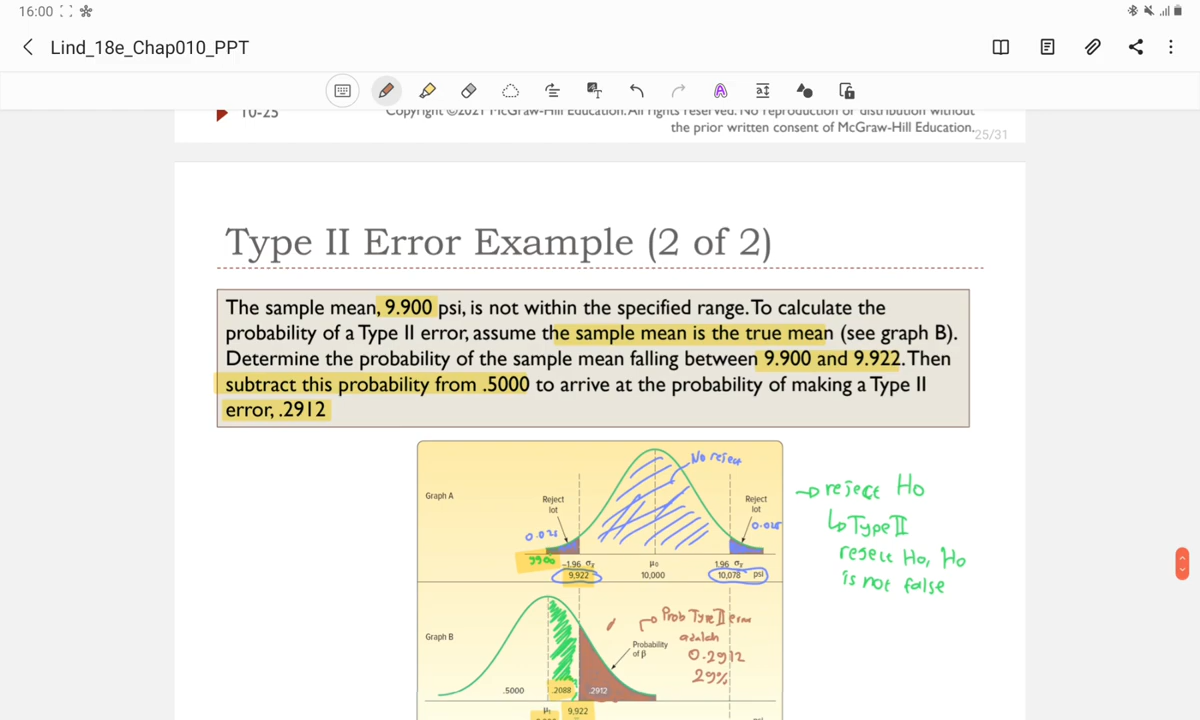 16:00
Lind_18e_Chap010_PPT
10-25
Copyright ©2021 McGraw-Hill Education. All rights reserved. No reproduction or distribution without
the prior written consent of McGraw-Hill Education.
25/31
Type II Error Example (2 of 2)
The sample mean, 9.900 psi, is not within the specified range. To calculate the
probability of a Type II error, assume the sample mean is the true mean (see graph B).
Determine the probability of the sample mean falling between 9.900 and 9.922. Then
subtract this probability from .5000 to arrive at the probability of making a Type II
error, .2912
No reject
Graph A
Reject
lot
Reject
lot
0.025
0.025
9900
-1.96 σx̄
μ₀
1.96 σx̄
9,922
10,000
10,078 psi
→ reject Ho
↳ Type II
reject Ho, Ho
is not false
Graph B
Prob Type II error
adalah
0.2912
29%
Probability
of β
.5000
.2088
.2912
μ₁
9,922